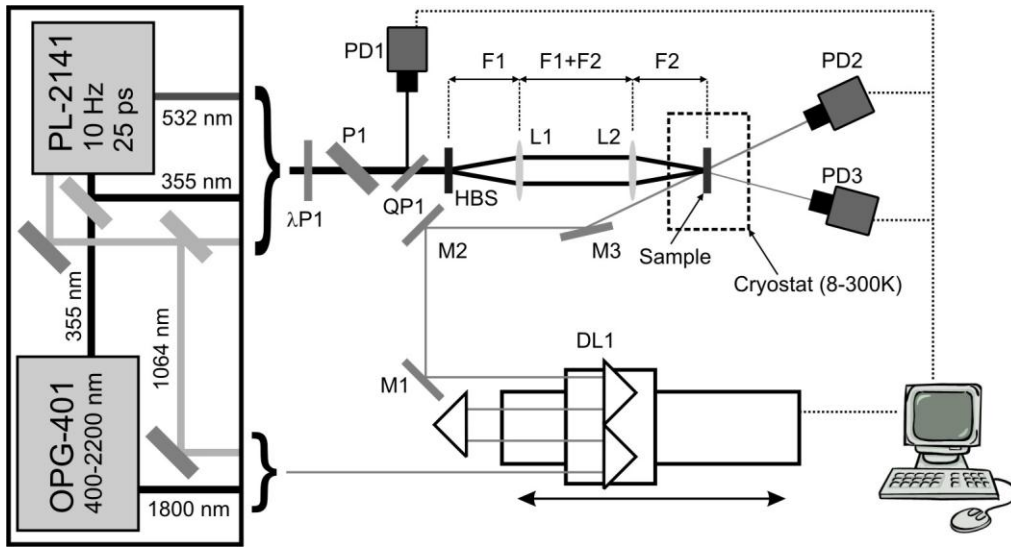 PL-2141
10 Hz
25 ps
532 nm
355 nm
355 nm
1064 nm
OPG-401
400-2200 nm
1800 nm
λP1
P1
PD1
QP1
HBS
F1
F1+F2
F2
L1
L2
M2
M3
Sample
Cryostat (8-300K)
PD2
PD3
M1
DL1